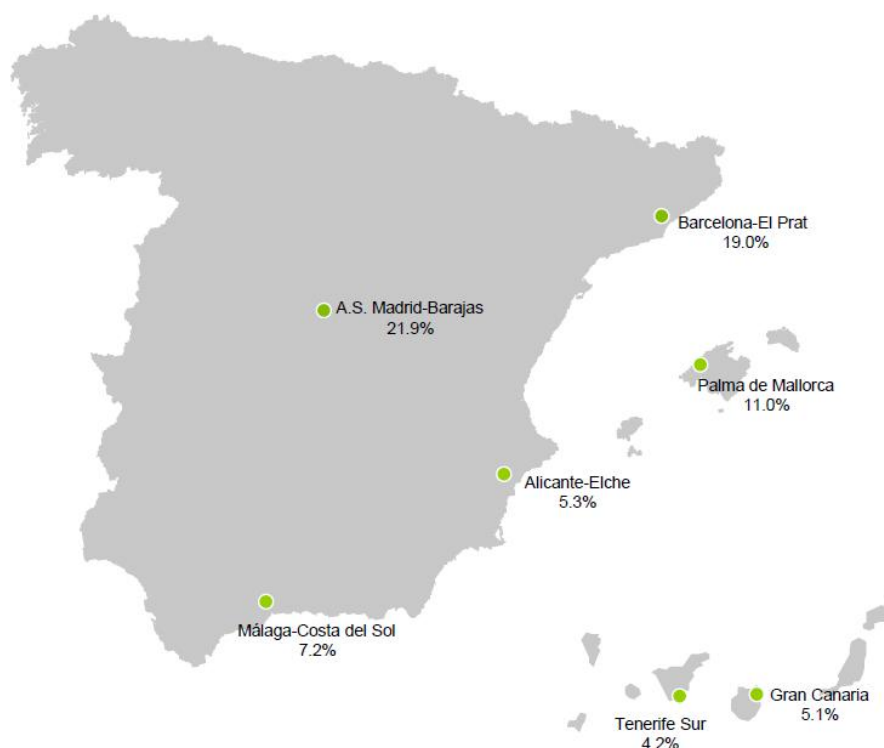 Barcelona-El Prat
19.0%
A.S. Madrid-Barajas
21.9%
Palma de Mallorca
11.0%
Alicante-Elche
5.3%
Málaga-Costa del Sol
7.2%
Gran Canaria
5.1%
Tenerife Sur
4.2%